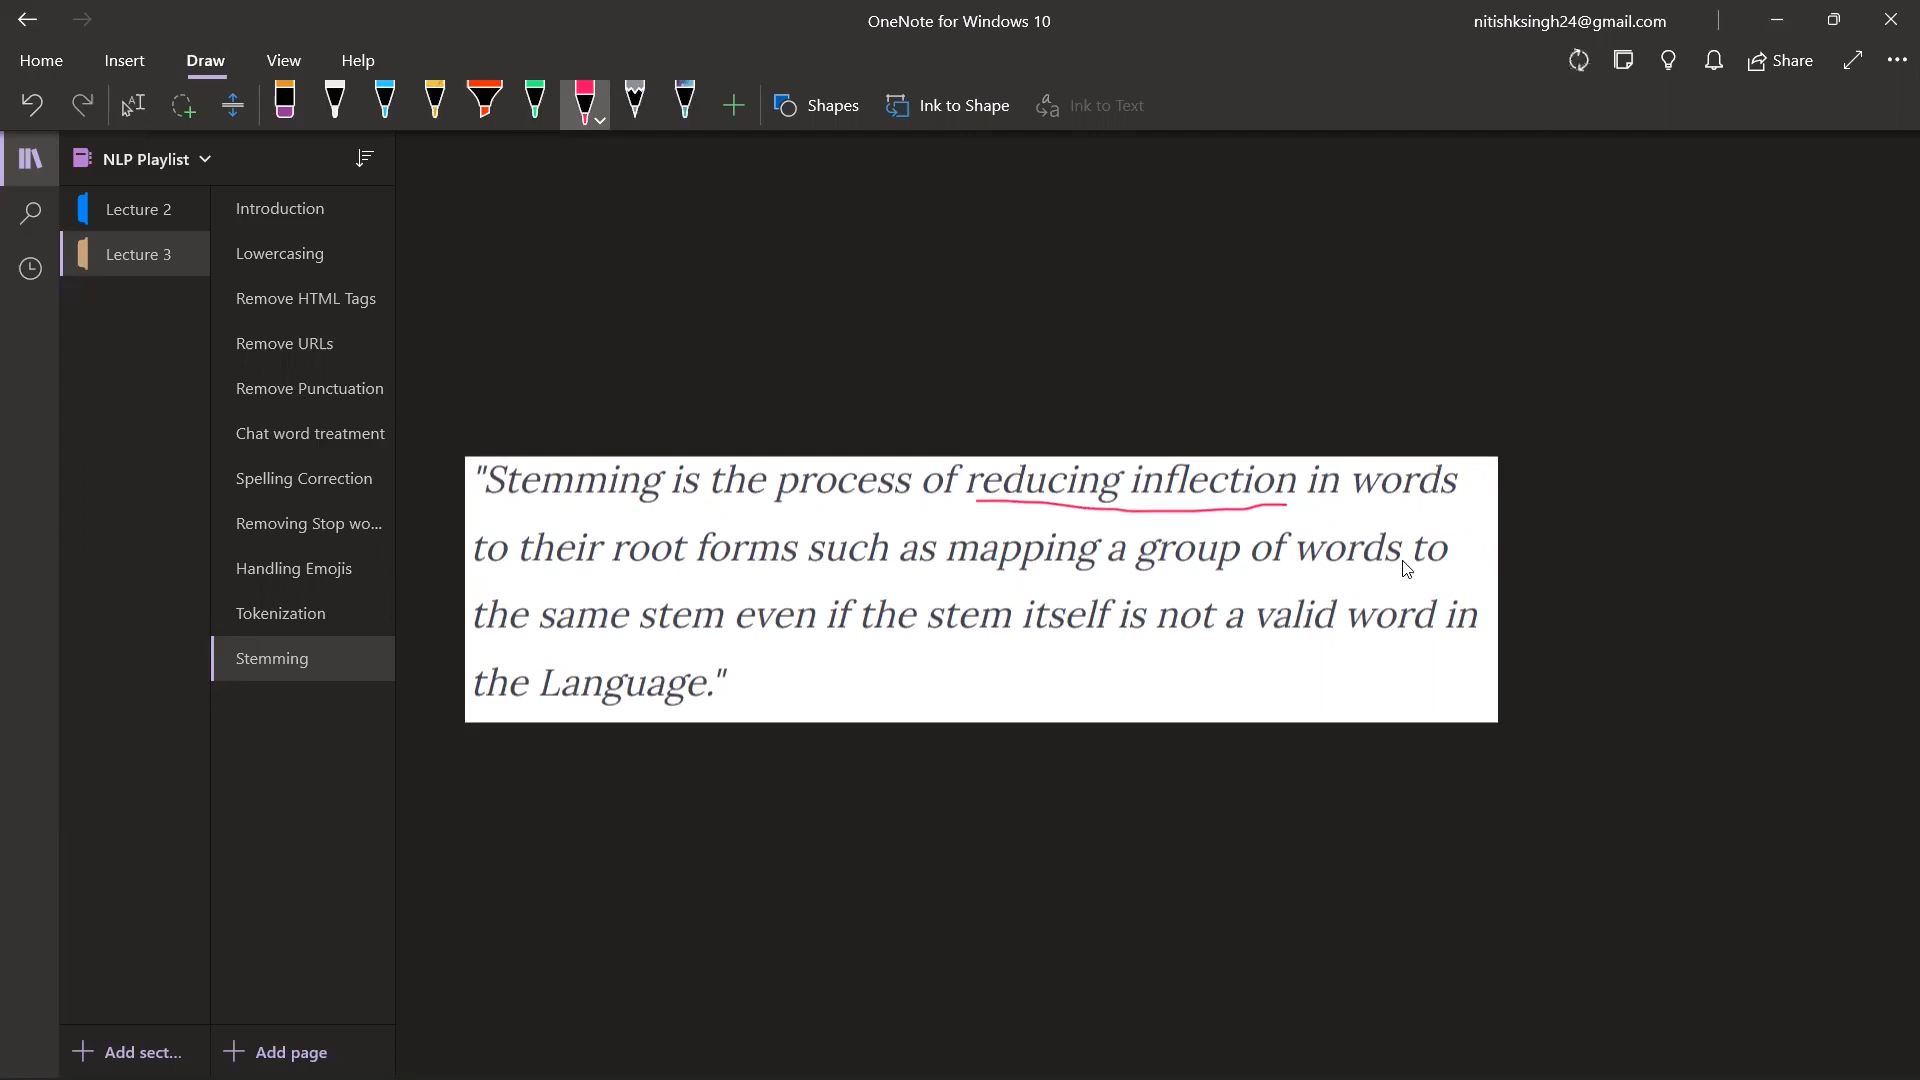 OneNote for Windows 10
nitishksingh24@gmail.com
Home Insert Draw View Help
Share
Shapes Ink to Shape Ink to Text
NLP Playlist
Lecture 2
Lecture 3
Introduction
Lowercasing
Remove HTML Tags
Remove URLs
Remove Punctuation
Chat word treatment
Spelling Correction
Removing Stop wo...
Handling Emojis
Tokenization
Stemming
"Stemming is the process of reducing inflection in words
to their root forms such as mapping a group of words to
the same stem even if the stem itself is not a valid word in
the Language."
Add sect...
Add page